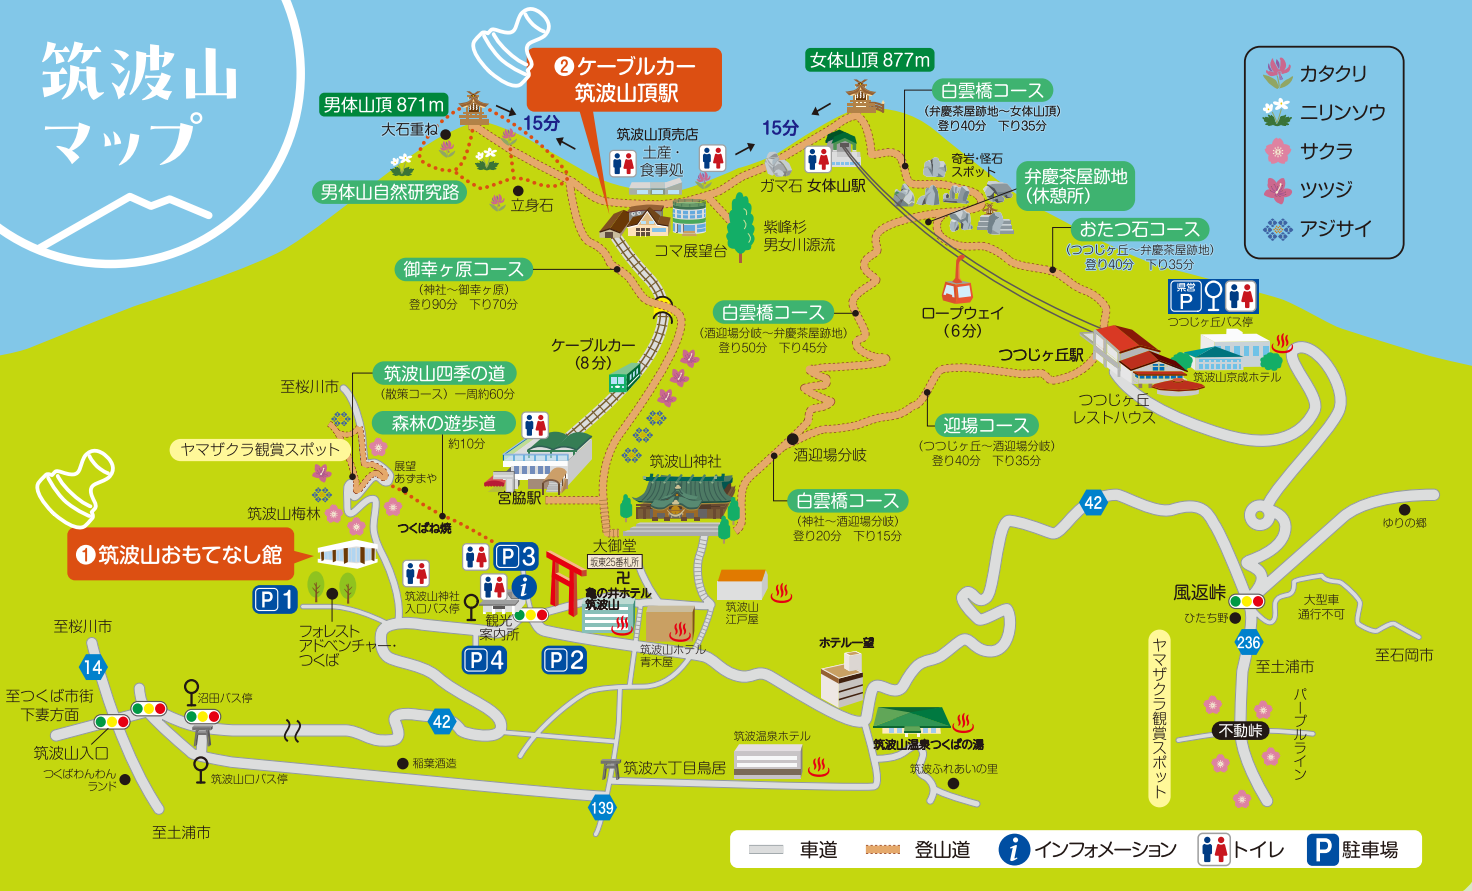 筑波山
マップ
❷ケーブルカー
筑波山頂駅
女体山頂 877m
男体山頂 871m
大石重ね
15分
15分
筑波山頂売店
土産・
食事処
男体山自然研究路
立身石
ガマ石
女体山駅
白雲橋コース
(弁慶茶屋跡地〜女体山頂)
登り40分 下り35分
奇岩・怪石
スポット
弁慶茶屋跡地
(休憩所)
おたつ石コース
(つつじヶ丘〜弁慶茶屋跡地)
登り40分 下り35分
カタクリ
ニリンソウ
サクラ
ツツジ
アジサイ
コマ展望台
紫峰杉
男女川源流
御幸ヶ原コース
(神社〜御幸ヶ原)
登り90分 下り70分
ロープウェイ
(6分)
県営
P
つつじヶ丘バス停
白雲橋コース
(酒迎場分岐〜弁慶茶屋跡地)
登り50分 下り45分
ケーブルカー
(8分)
つつじヶ丘駅
筑波山京成ホテル
つつじヶ丘
レストハウス
至桜川市
筑波山四季の道
(散策コース) 一周約60分
森林の遊歩道
約10分
ヤマザクラ観賞スポット
展望
あずまや
迎場コース
(つつじヶ丘〜酒迎場分岐)
登り40分 下り35分
酒迎場分岐
筑波山神社
宮脇駅
白雲橋コース
(神社〜酒迎場分岐)
登り20分 下り15分
筑波山梅林
つくばね焼
❶筑波山おもてなし館
大御堂
坂東25番札所
卍
P3
i
P1
筑波山神社
入口バス停
観光
案内所
亀の井ホテル
筑波山
筑波山
江戸屋
筑波山ホテル
青木屋
P4
P2
フォレスト
アドベンチャー・
つくば
42
ゆりの郷
風返峠
ひたち野
大型車
通行不可
236
至土浦市
至石岡市
ヤマザクラ観賞スポット
パープルライン
不動峠
至桜川市
14
至つくば市街
下妻方面
沼田バス停
筑波山入口
つくばわんわん
ランド
筑波山口バス停
42
稲葉酒造
至土浦市
139
筑波六丁目鳥居
筑波温泉ホテル
ホテル一望
筑波山温泉つくばの湯
筑波ふれあいの里
車道
登山道
i インフォメーション
トイレ
P 駐車場